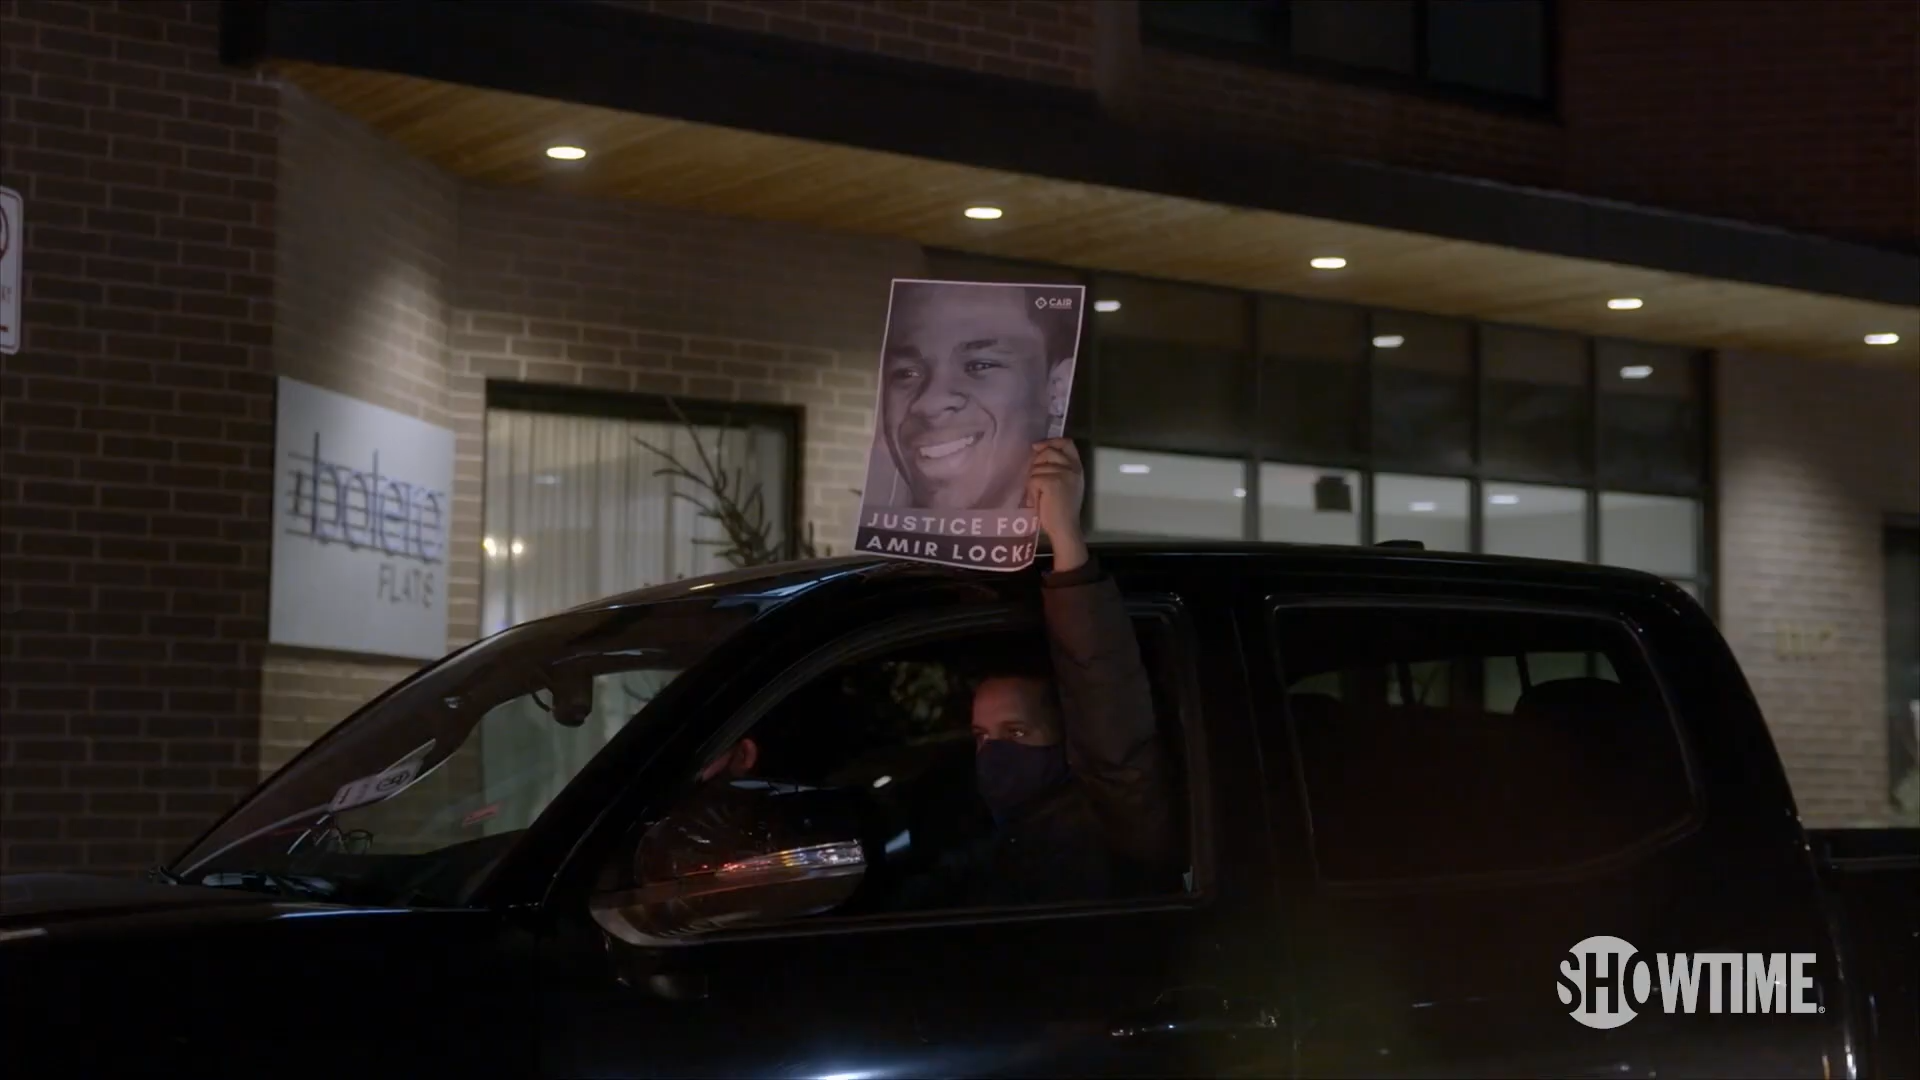 CAIR
JUSTICE FOR
AMIR LOCKE
bolero
FLATS
SHOWTIME